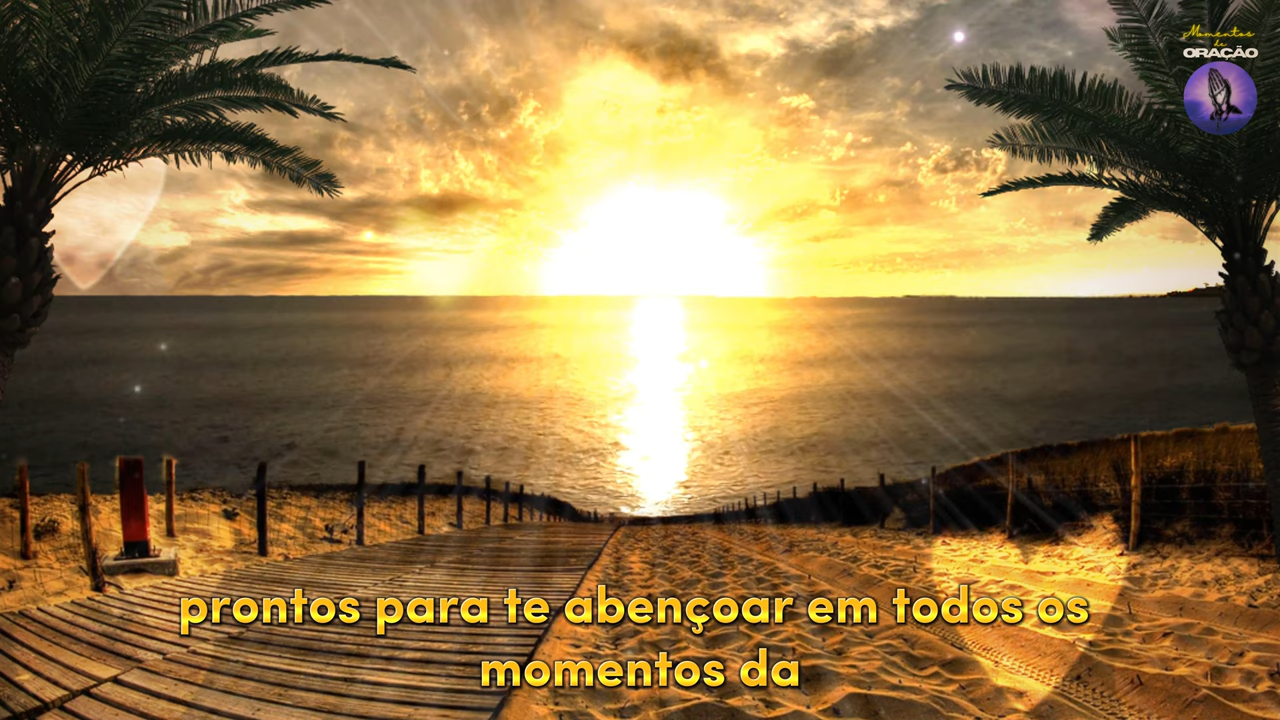 Momentos
de
ORAÇÃO
prontos para te abençoar em todos os
momentos da